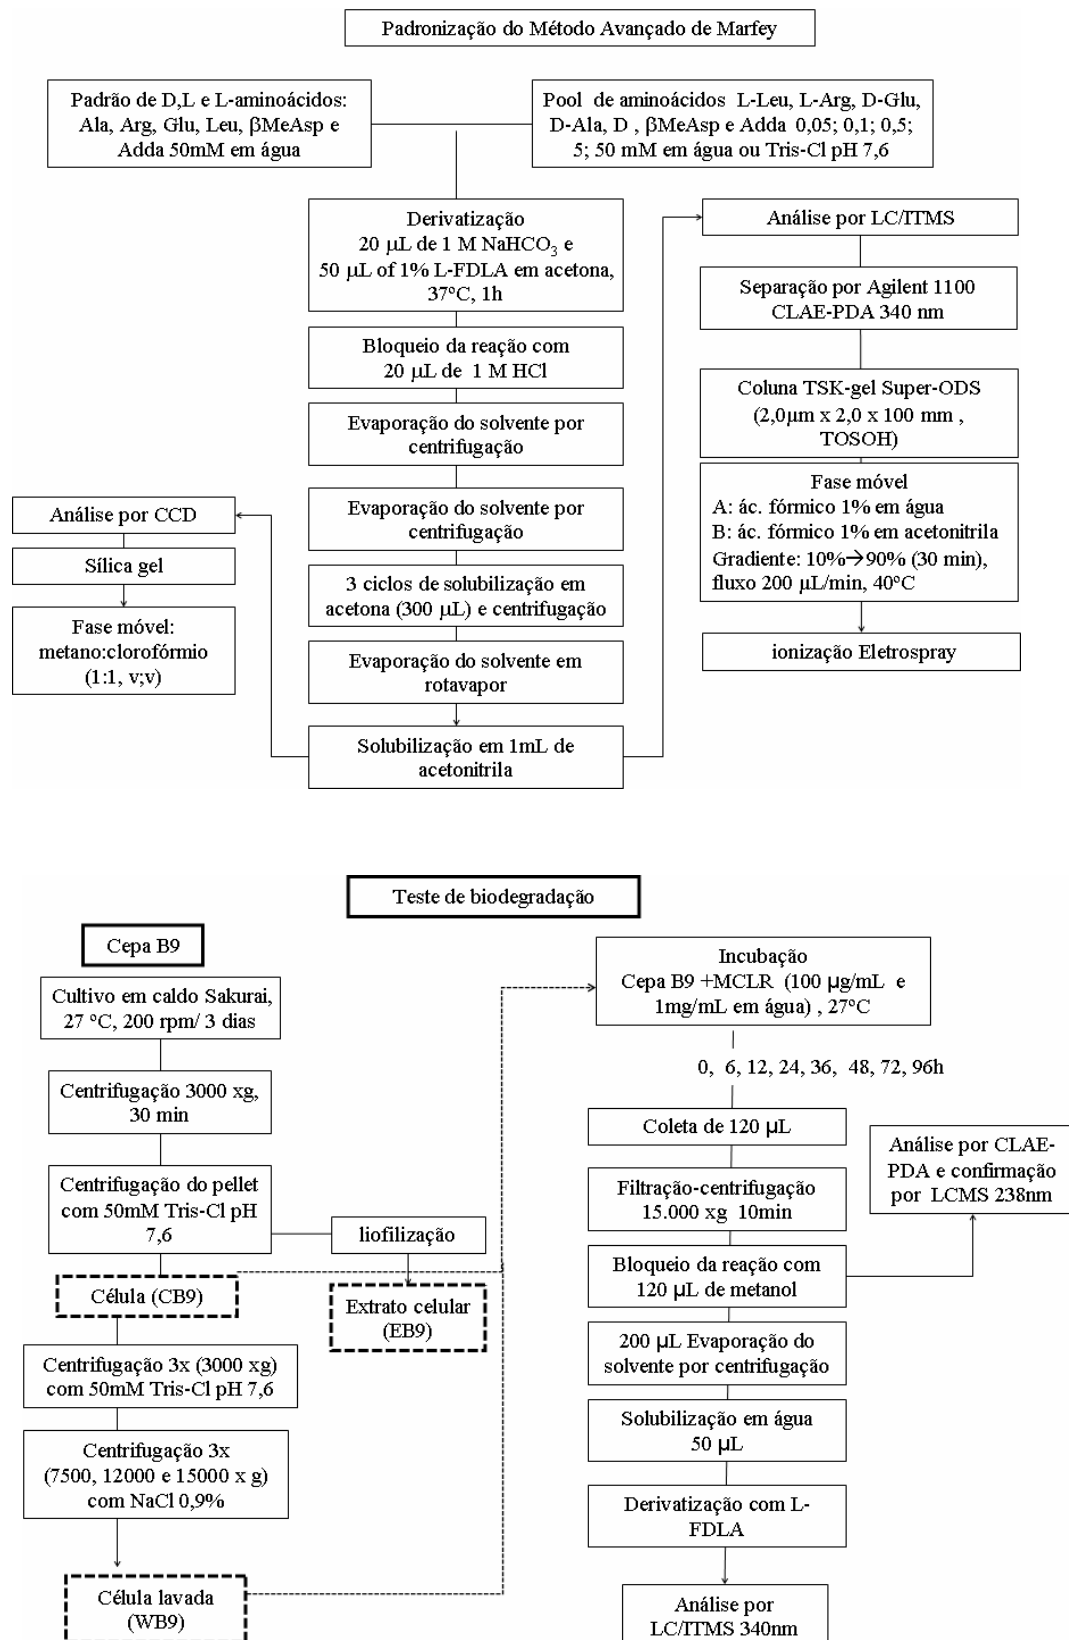 Padronização do Método Avançado de Marfey
Padrão de D,L e L-aminoácidos:
Ala, Arg, Glu, Leu, βMeAsp e
Adda 50mM em água
Pool de aminoácidos L-Leu, L-Arg, D-Glu,
D-Ala, D , βMeAsp e Adda 0,05; 0,1; 0,5;
5; 50 mM em água ou Tris-Cl pH 7,6
Derivatização
20 µL de 1 M NaHCO₃ e
50 µL of 1% L-FDLA em acetona,
37ºC, 1h
Bloqueio da reação com
20 µL de 1 M HCl
Evaporação do solvente por
centrifugação
Evaporação do solvente por
centrifugação
3 ciclos de solubilização em
acetona (300 µL) e centrifugação
Evaporação do solvente em
rotavapor
Solubilização em 1mL de
acetonitrila
Análise por CCD
Sílica gel
Fase móvel:
metano:clorofórmio
(1:1, v;v)
Análise por LC/ITMS
Separação por Agilent 1100
CLAE-PDA 340 nm
Coluna TSK-gel Super-ODS
(2,0µm x 2,0 x 100 mm ,
TOSOH)
Fase móvel
A: ác. fórmico 1% em água
B: ác. fórmico 1% em acetonitrila
Gradiente: 10%→90% (30 min),
fluxo 200 µL/min, 40ºC
ionização Eletrospray
Teste de biodegradação
Cepa B9
Cultivo em caldo Sakurai,
27 ºC, 200 rpm/ 3 dias
Centrifugação 3000 xg,
30 min
Centrifugação do pellet
com 50mM Tris-Cl pH
7,6
liofilização
Célula (CB9)
Extrato celular
(EB9)
Centrifugação 3x (3000 xg)
com 50mM Tris-Cl pH 7,6
Centrifugação 3x
(7500, 12000 e 15000 x g)
com NaCl 0,9%
Célula lavada
(WB9)
Incubação
Cepa B9 +MCLR (100 µg/mL e
1mg/mL em água) , 27ºC
0, 6, 12, 24, 36, 48, 72, 96h
Coleta de 120 µL
Filtração-centrifugação
15.000 xg 10min
Bloqueio da reação com
120 µL de metanol
Análise por CLAE-
PDA e confirmação
por LCMS 238nm
200 µL Evaporação do
solvente por centrifugação
Solubilização em água
50 µL
Derivatização com L-
FDLA
Análise por
LC/ITMS 340nm